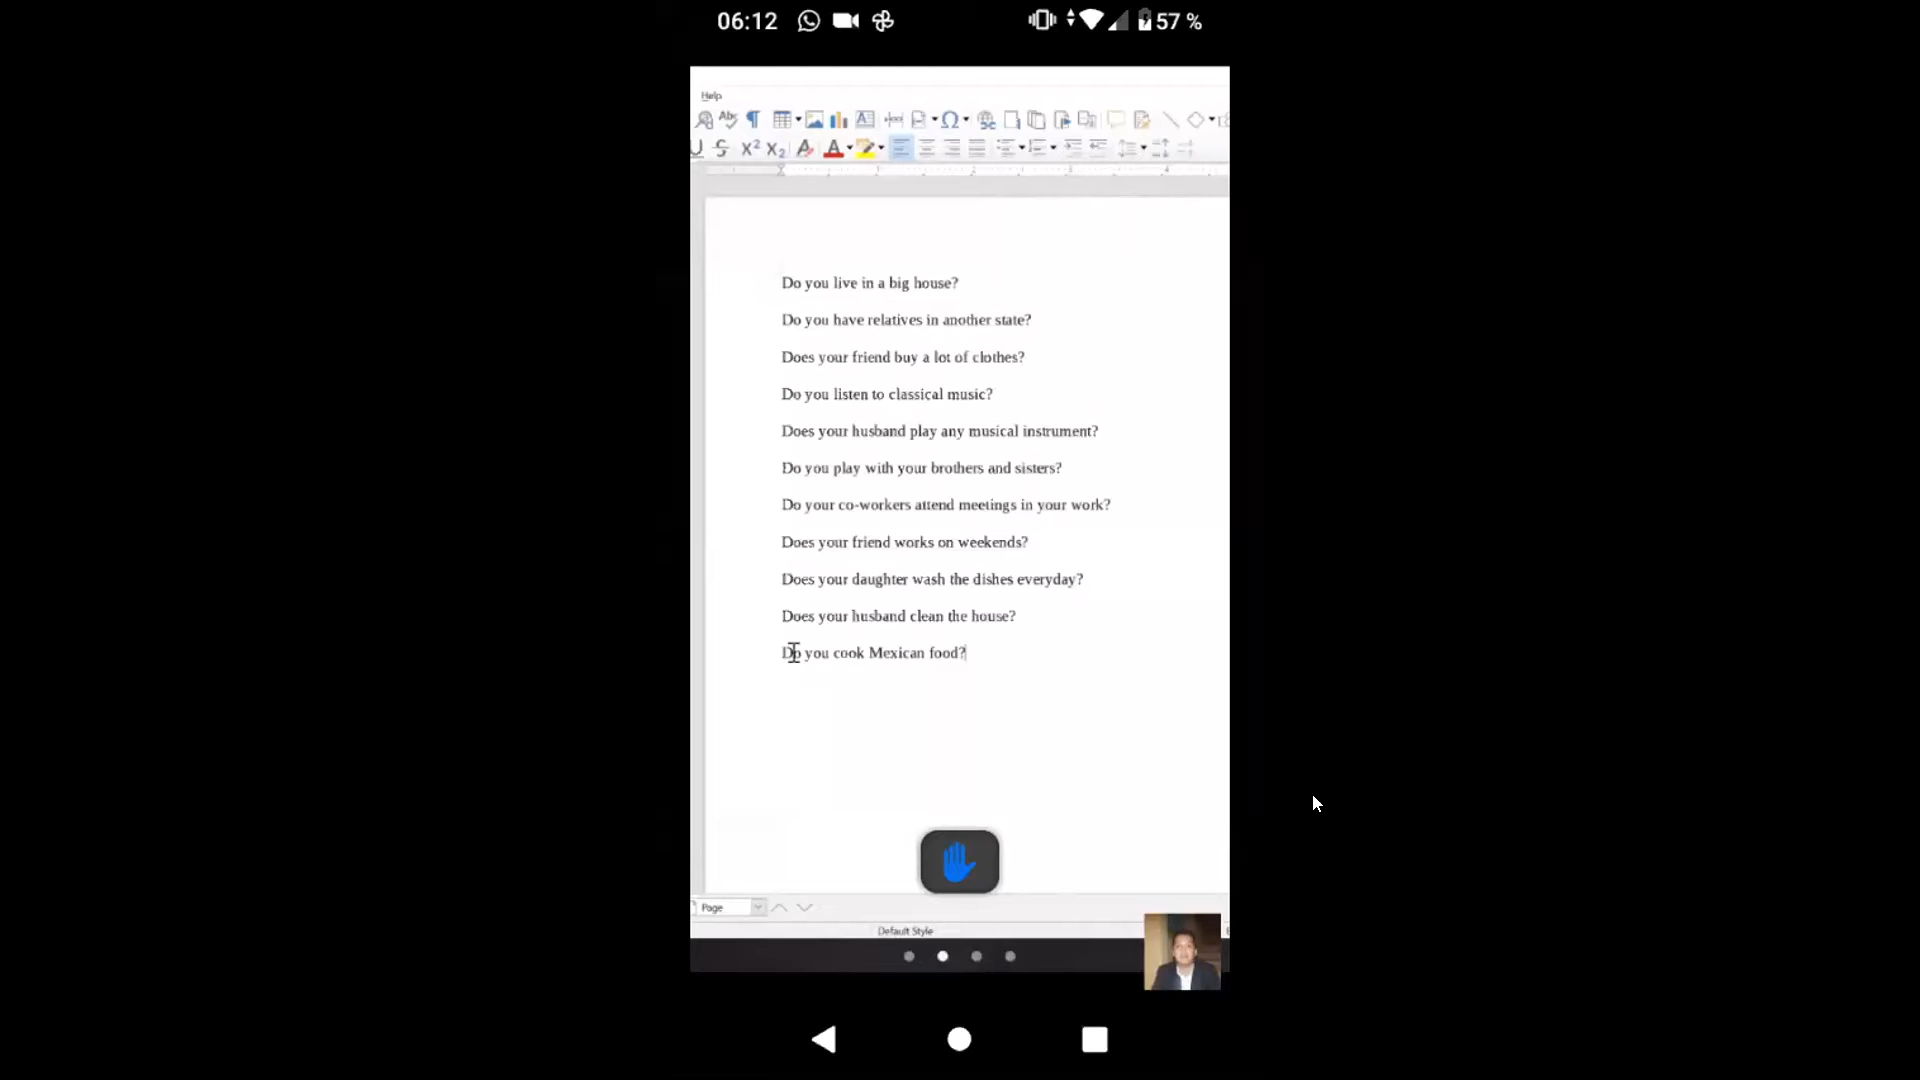 06:12 57 %
Help
Do you live in a big house?
Do you have relatives in another state?
Does your friend buy a lot of clothes?
Do you listen to classical music?
Does your husband play any musical instrument?
Do you play with your brothers and sisters?
Do your co-workers attend meetings in your work?
Does your friend works on weekends?
Does your daughter wash the dishes everyday?
Does your husband clean the house?
Do you cook Mexican food?
Page
Default Style